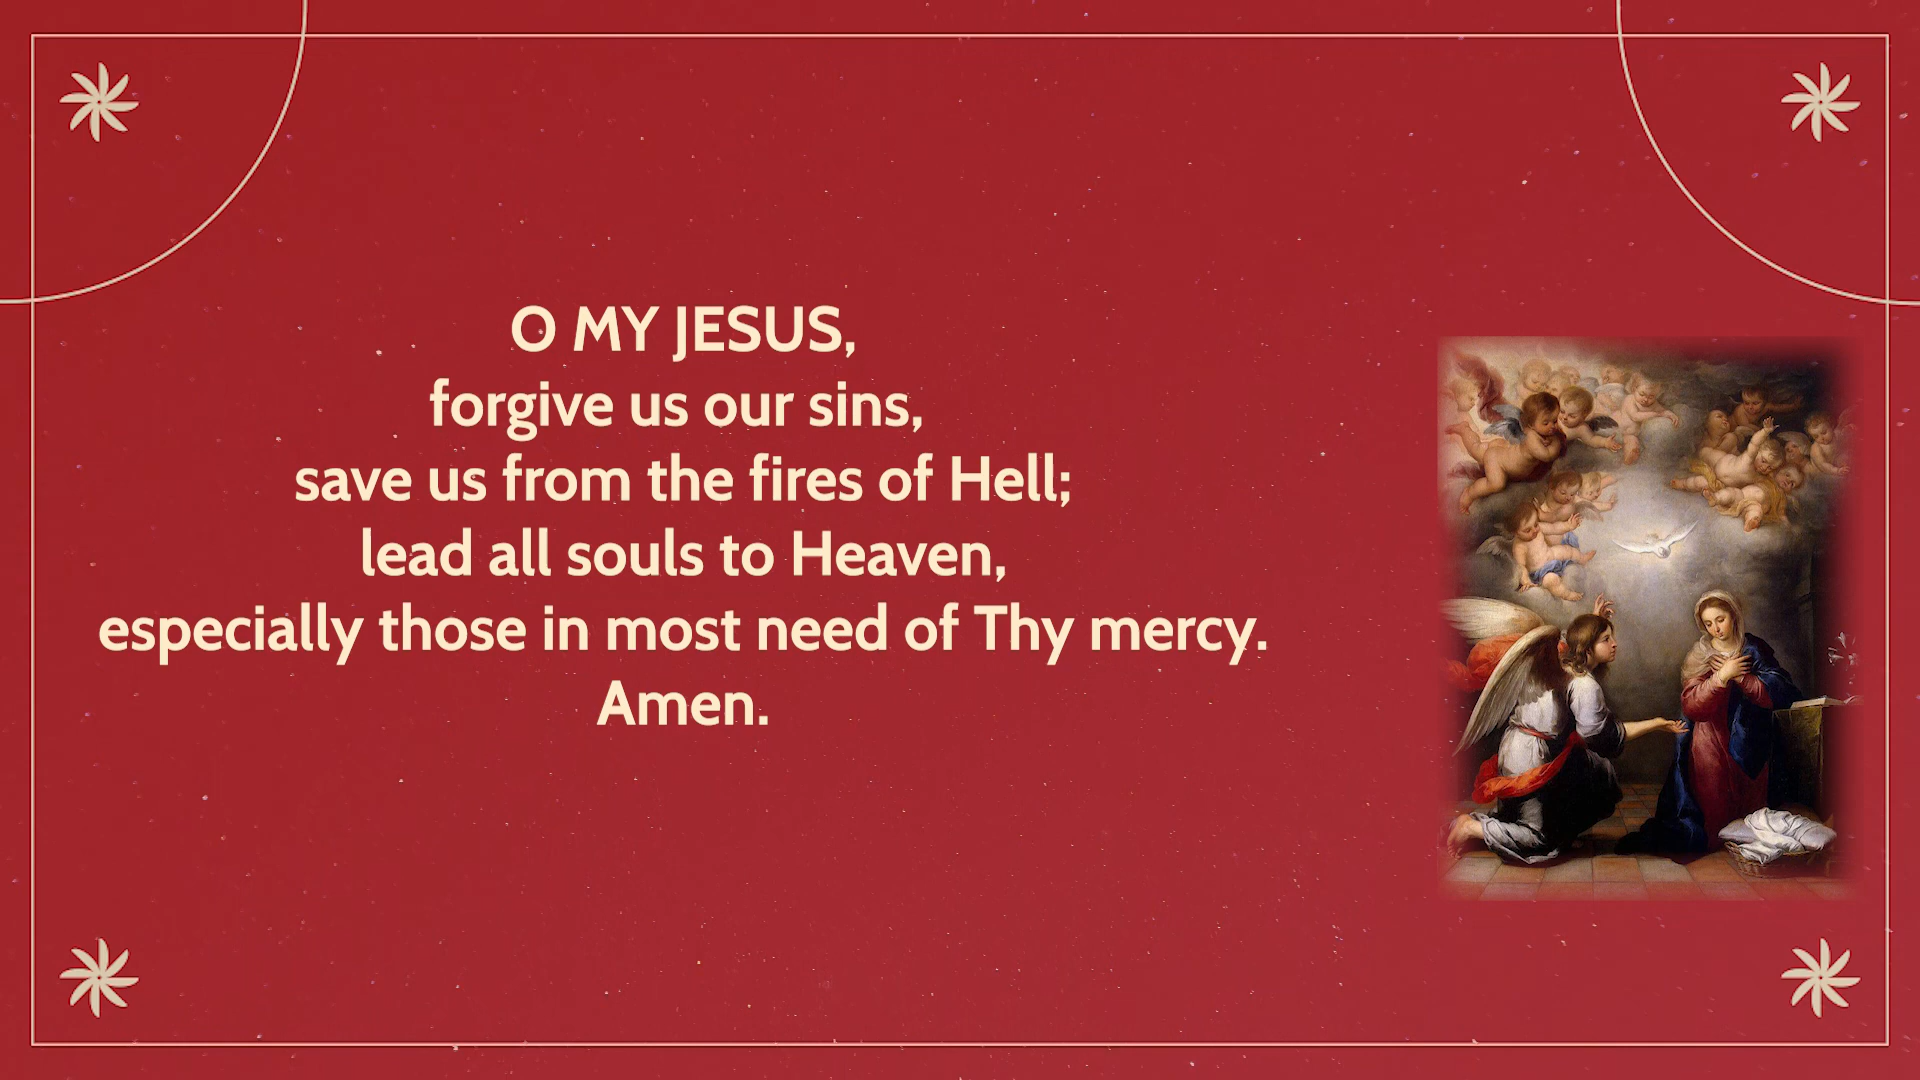 O MY JESUS,
forgive us our sins,
save us from the fires of Hell;
lead all souls to Heaven,
especially those in most need of Thy mercy.
Amen.